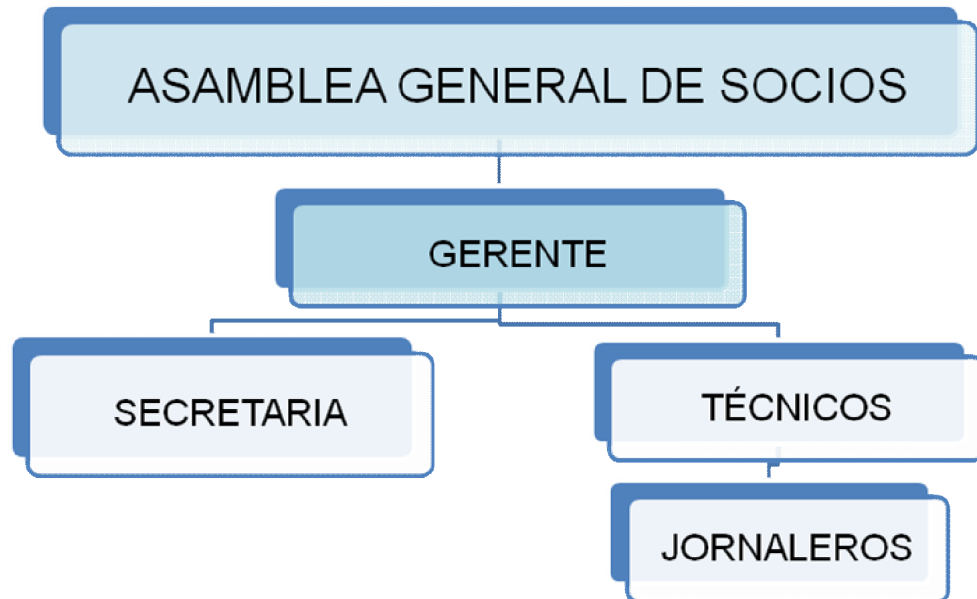 ASAMBLEA GENERAL DE SOCIOS
GERENTE
SECRETARIA
TÉCNICOS
JORNALEROS